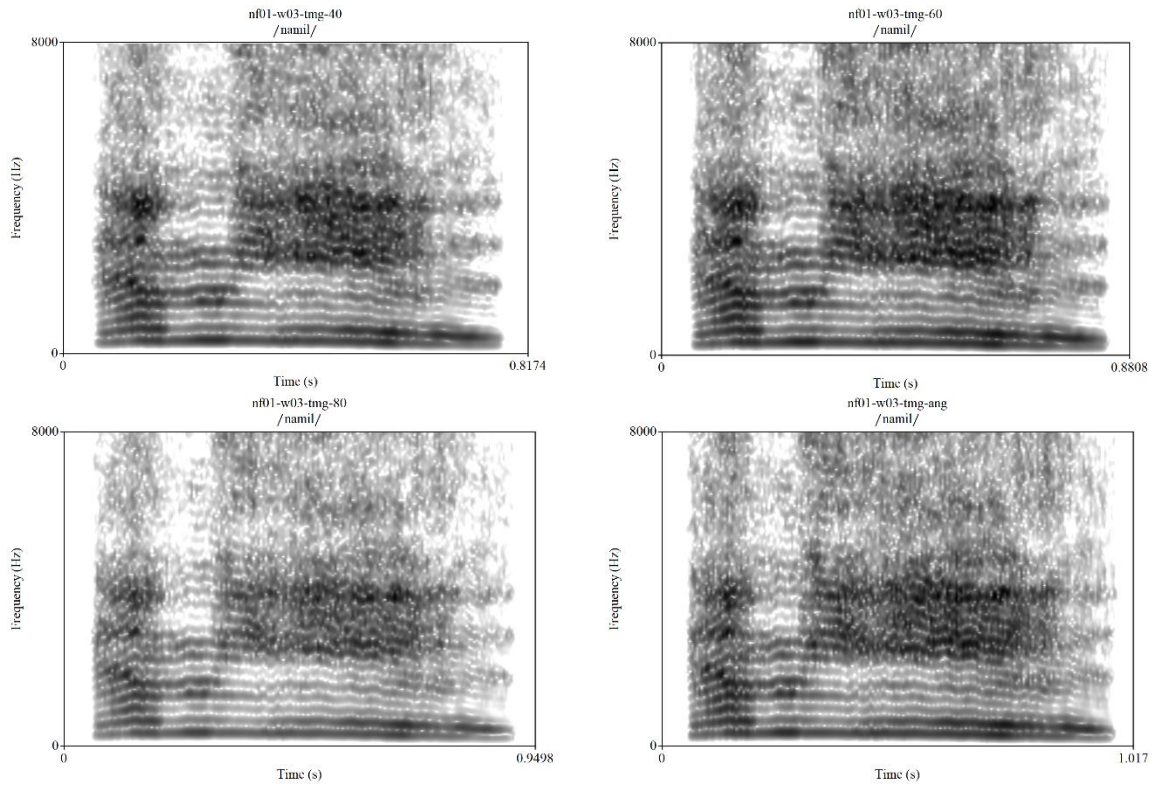 nf01-w03-tmg-40
/namil/
8000
Frequency (Hz)
0
0
0.8174
Time (s)
nf01-w03-tmg-60
/namil/
8000
Frequency (Hz)
0
0
0.8808
Time (s)
nf01-w03-tmg-80
/namil/
8000
Frequency (Hz)
0
0
0.9498
Time (s)
nf01-w03-tmg-ang
/namil/
8000
Frequency (Hz)
0
0
1.017
Time (s)